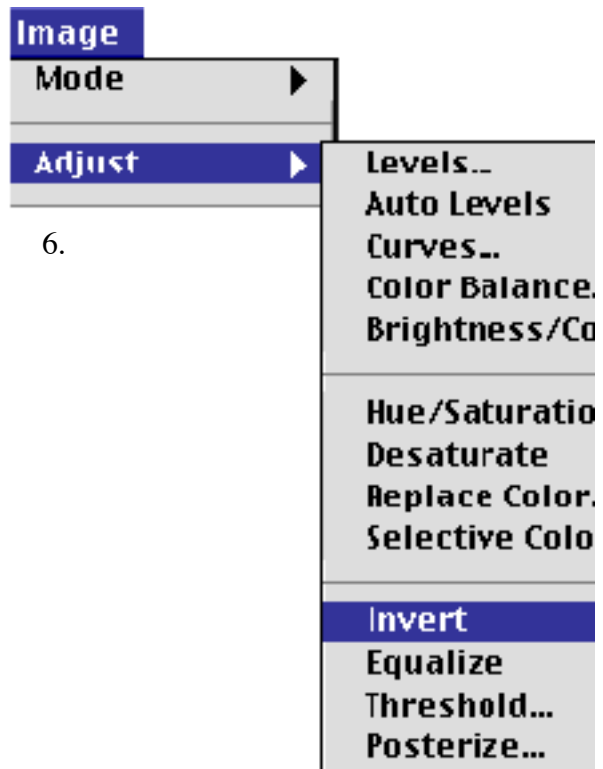 Image
Mode
Adjust
6.
Levels...
Auto Levels
Curves...
Color Balance.
Brightness/Co
Hue/Saturatio
Desaturate
Replace Color.
Selective Colo
Invert
Equalize
Threshold...
Posterize...